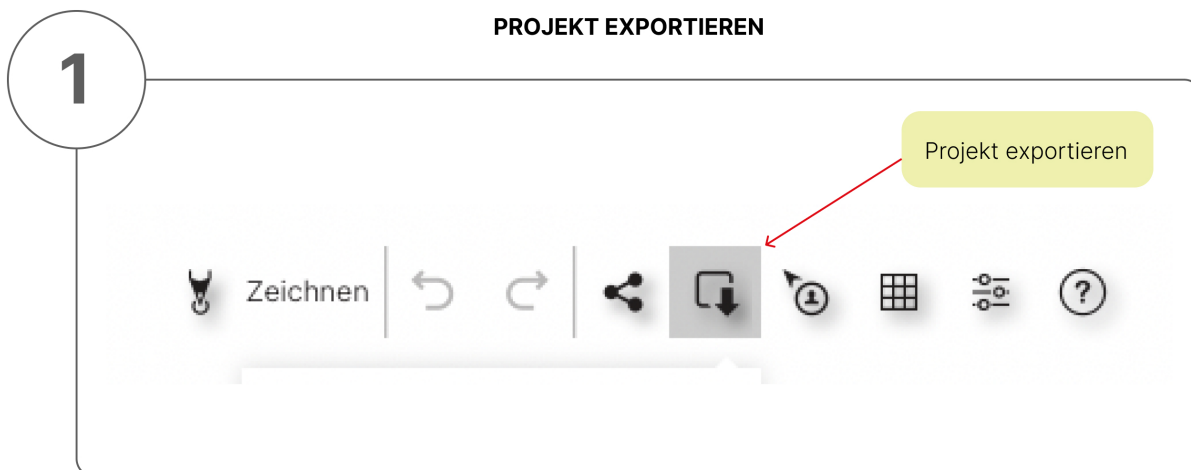 PROJEKT EXPORTIEREN
1
Projekt exportieren
Zeichnen
?